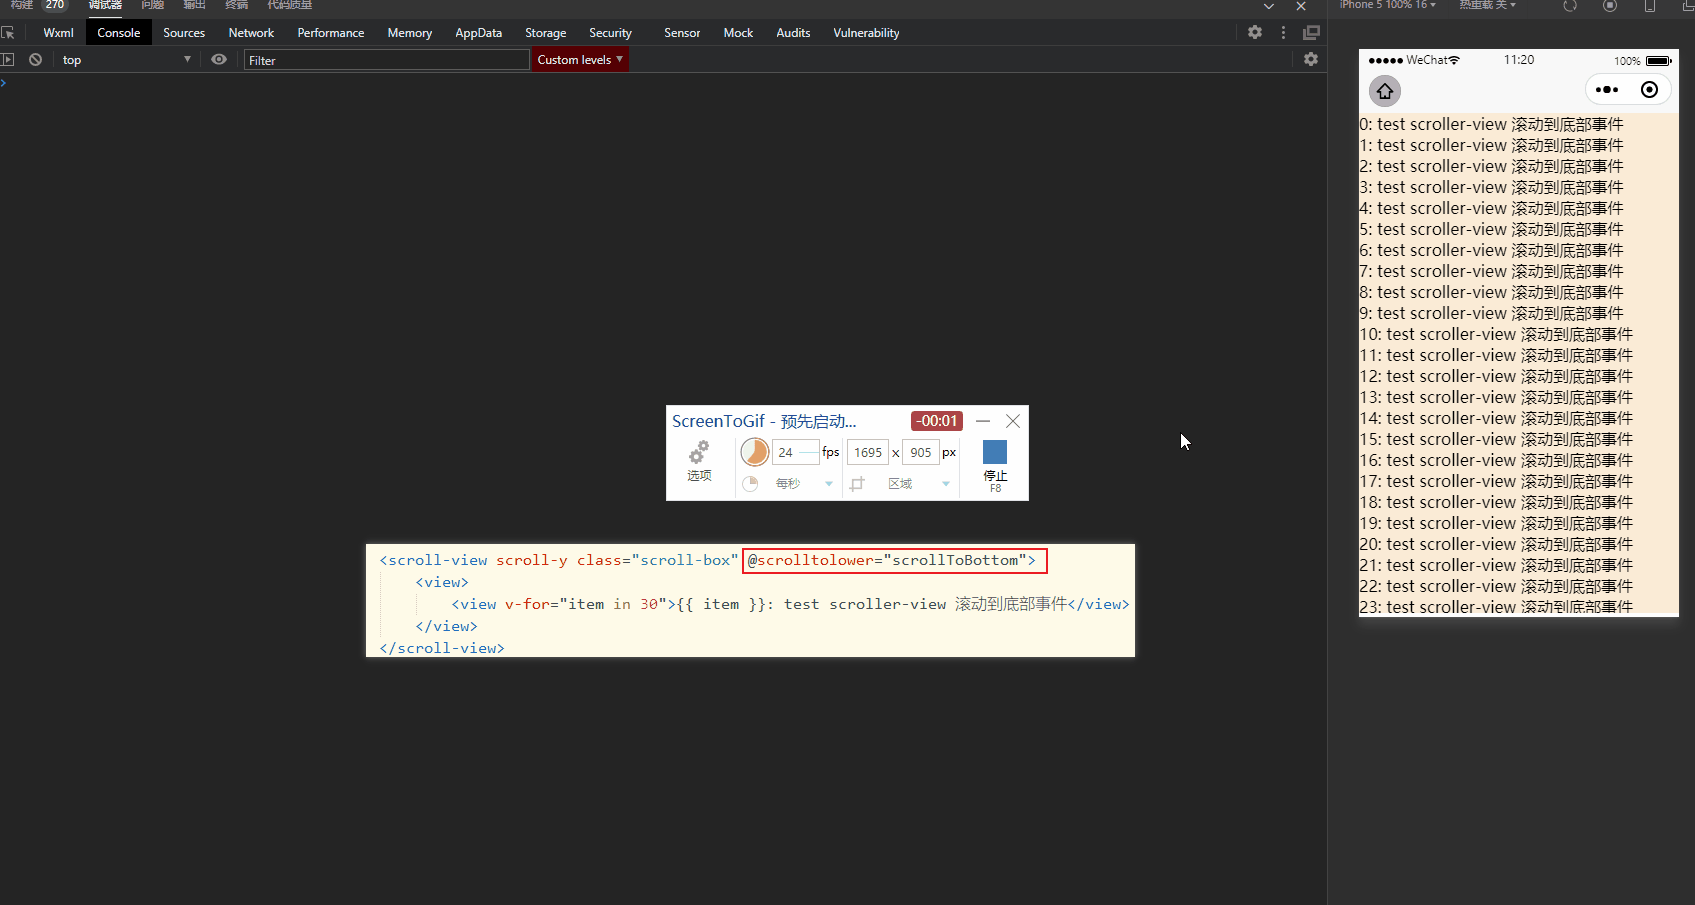 构建 270 调试器 问题 输出 终端 代码质量
iPhone 5 100% 16 热重载 关
Wxml Console Sources Network Performance Memory AppData Storage Security Sensor Mock Audits Vulnerability
top Filter Custom levels
WeChat 11:20 100%
0: test scroller-view 滚动到底部事件
1: test scroller-view 滚动到底部事件
2: test scroller-view 滚动到底部事件
3: test scroller-view 滚动到底部事件
4: test scroller-view 滚动到底部事件
5: test scroller-view 滚动到底部事件
6: test scroller-view 滚动到底部事件
7: test scroller-view 滚动到底部事件
8: test scroller-view 滚动到底部事件
9: test scroller-view 滚动到底部事件
10: test scroller-view 滚动到底部事件
11: test scroller-view 滚动到底部事件
12: test scroller-view 滚动到底部事件
13: test scroller-view 滚动到底部事件
14: test scroller-view 滚动到底部事件
15: test scroller-view 滚动到底部事件
16: test scroller-view 滚动到底部事件
17: test scroller-view 滚动到底部事件
18: test scroller-view 滚动到底部事件
19: test scroller-view 滚动到底部事件
20: test scroller-view 滚动到底部事件
21: test scroller-view 滚动到底部事件
22: test scroller-view 滚动到底部事件
23: test scroller-view 滚动到底部事件
ScreenToGif - 预先启动... -00:01
24 fps 1695 x 905 px
选项 每秒 区域 停止
F8
<scroll-view scroll-y class="scroll-box" @scrolltolower="scrollToBottom">
<view>
<view v-for="item in 30">{{ item }}: test scroller-view 滚动到底部事件</view>
</view>
</scroll-view>